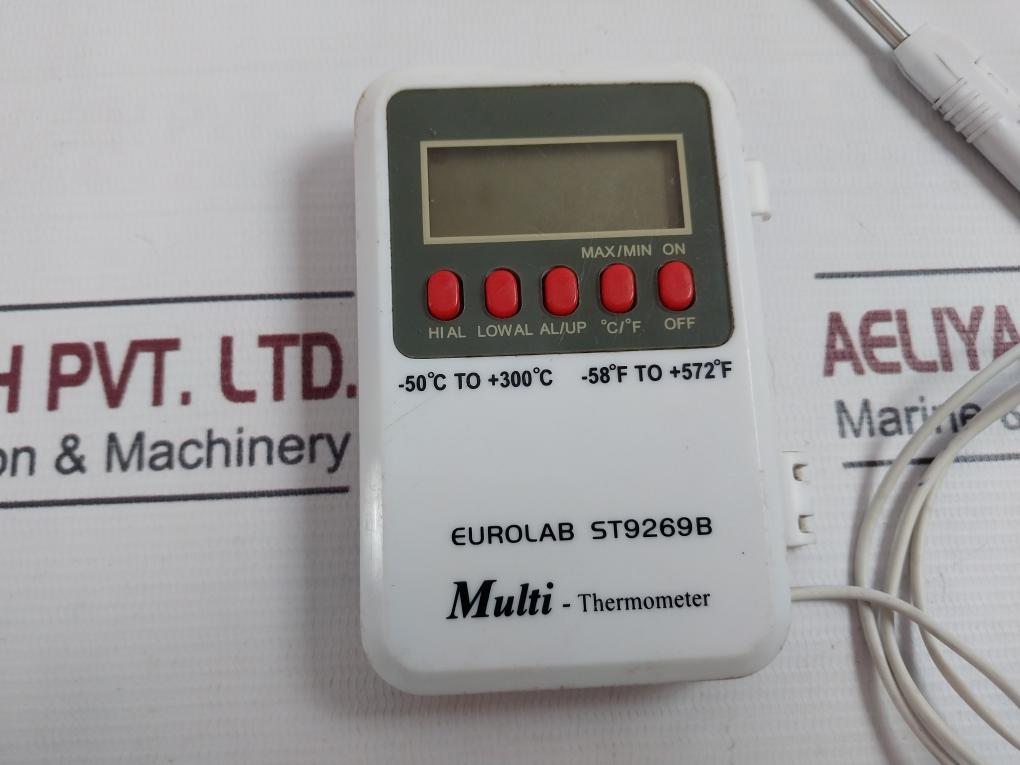 MAX/MIN ON
HI AL LOW AL AL/UP °C/°F OFF
-50°C TO +300°C -58°F TO +572°F
EUROLAB ST9269B
Multi - Thermometer
H PVT. LTD.
on & Machinery
AELIYA
Marine &